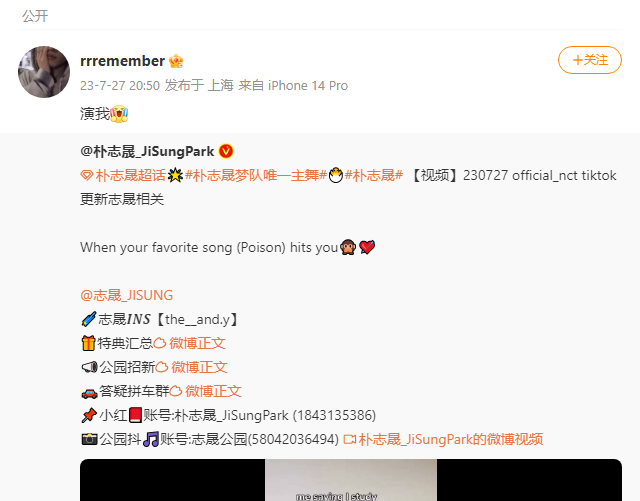 公开
rrremember
+关注
23-7-27 20:50 发布于 上海 来自 iPhone 14 Pro
演我
@朴志晟_JiSungPark
朴志晟超话#朴志晟梦队唯一主舞##朴志晟# 【视频】230727 official_nct tiktok
更新志晟相关
When your favorite song (Poison) hits you
@志晟_JISUNG
志晟INS【the__and.y】
特典汇总 微博正文
公园招新 微博正文
答疑拼车群 微博正文
小红账号:朴志晟_JiSungPark (1843135386)
公园抖账号:志晟公园(58042036494) 朴志晟_JiSungPark的微博视频
me saying I study